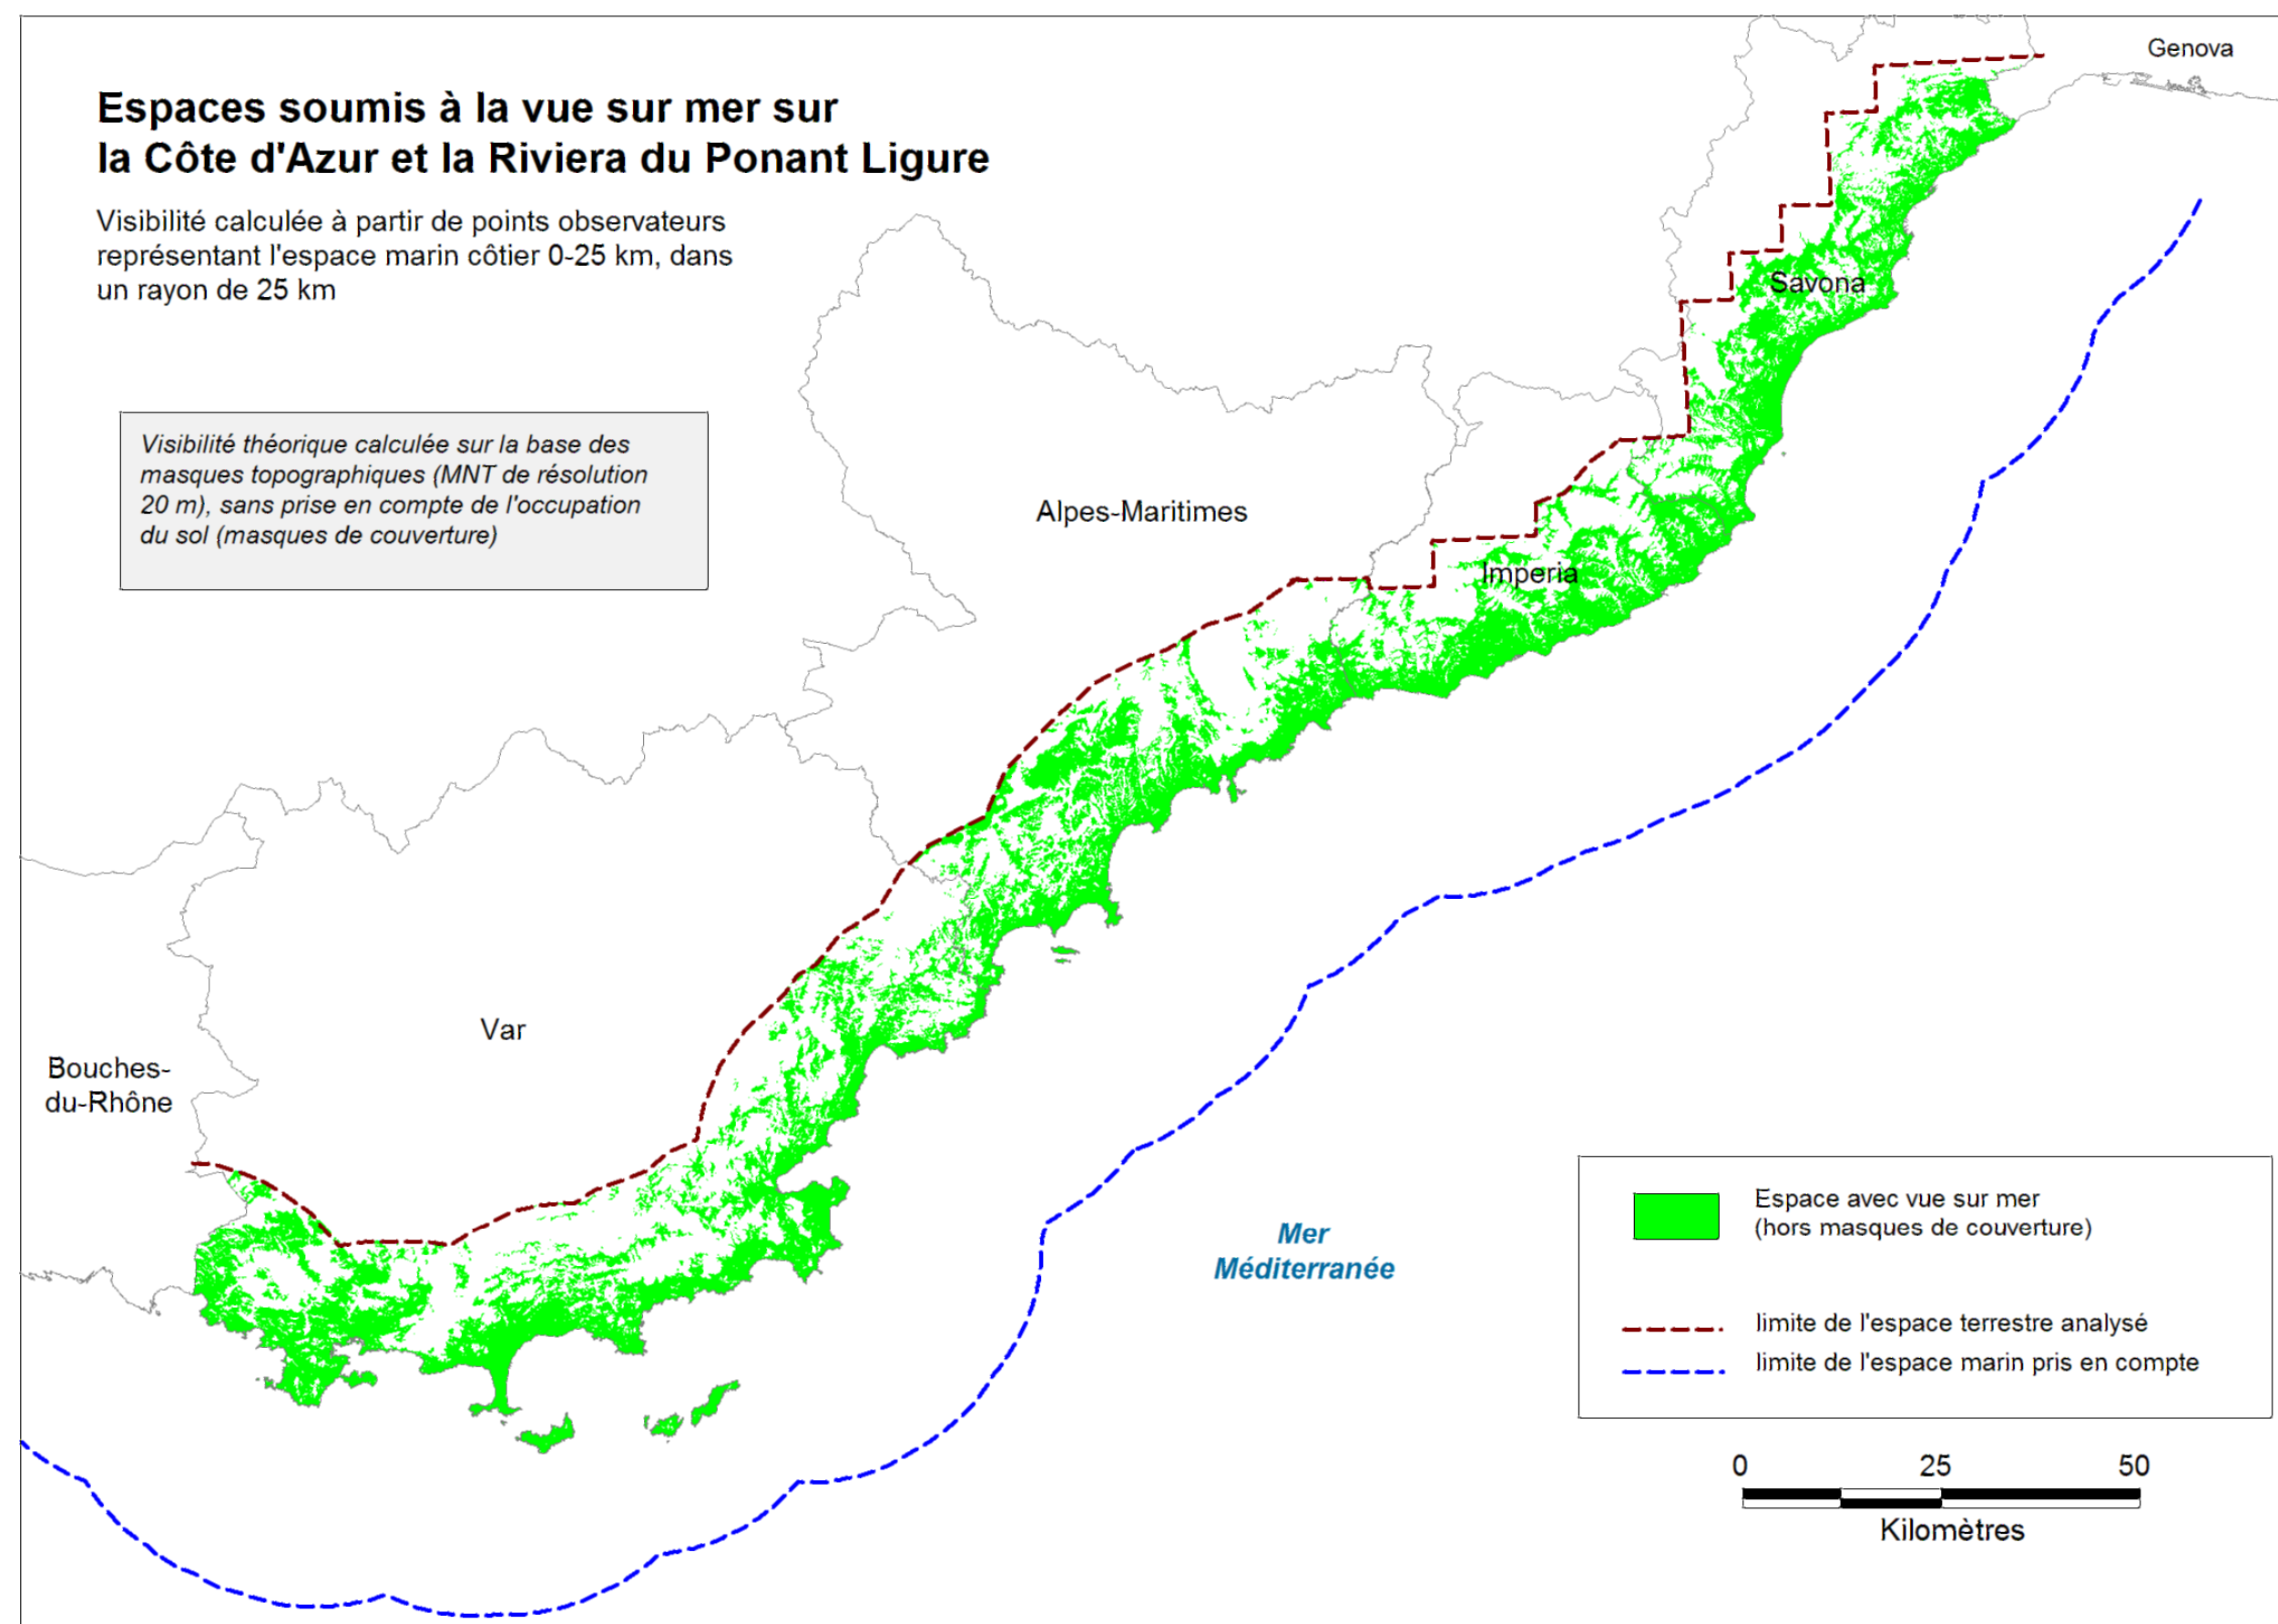 Genova
Espaces soumis à la vue sur mer sur
la Côte d'Azur et la Riviera du Ponant Ligure
Visibilité calculée à partir de points observateurs
représentant l'espace marin côtier 0-25 km, dans
un rayon de 25 km
Savona
Visibilité théorique calculée sur la base des
masques topographiques (MNT de résolution
20 m), sans prise en compte de l'occupation
du sol (masques de couverture)
Alpes-Maritimes
Imperia
Var
Bouches-
du-Rhône
Mer
Méditerranée
Espace avec vue sur mer
(hors masques de couverture)
limite de l'espace terrestre analysé
limite de l'espace marin pris en compte
0 25 50
Kilomètres